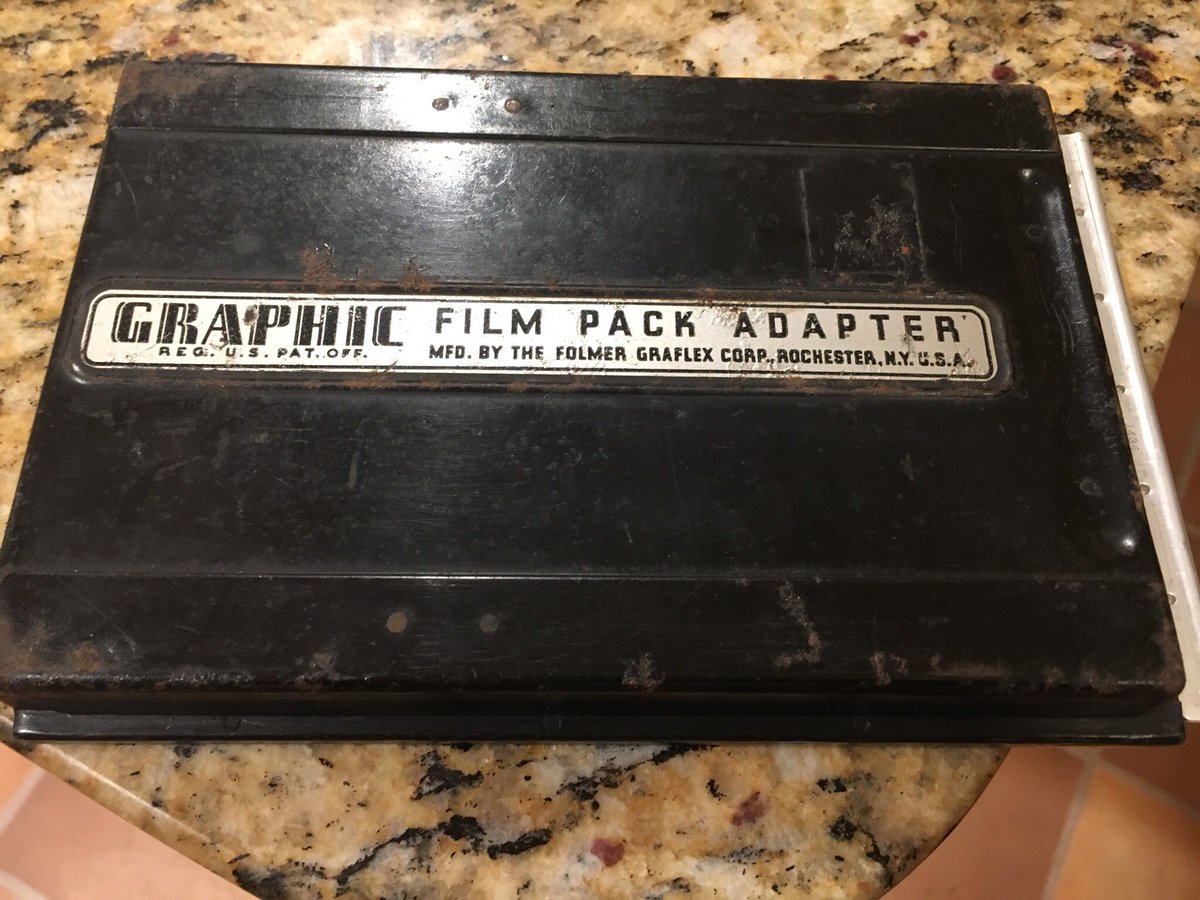 GRAPHIC FILM PACK ADAPTER
REG. U.S. PAT. OFF. MFD. BY THE FOLMER GRAFLEX CORP., ROCHESTER, N.Y. U.S.A.